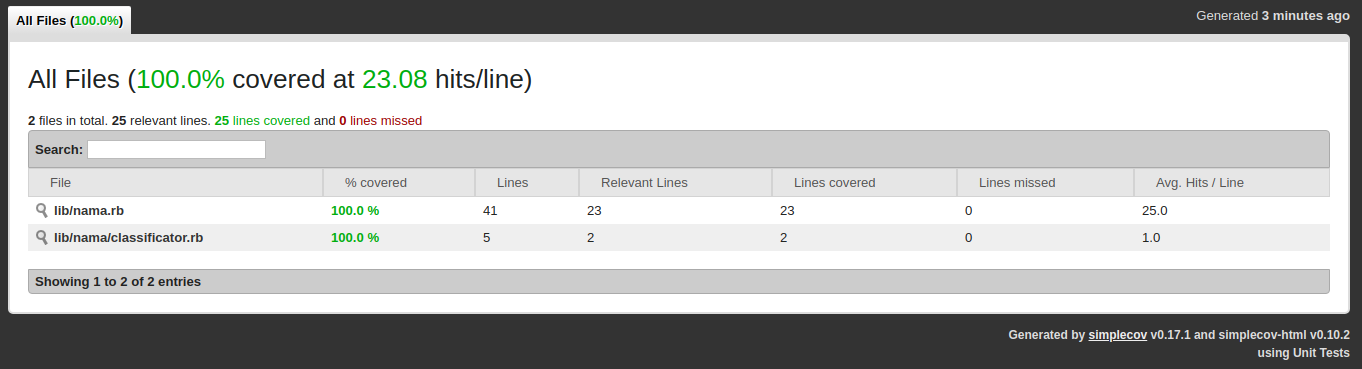 All Files (100.0%)
Generated 3 minutes ago
All Files (100.0% covered at 23.08 hits/line)
2 files in total. 25 relevant lines. 25 lines covered and 0 lines missed
Search:
File % covered Lines Relevant Lines Lines covered Lines missed Avg. Hits / Line
lib/nama.rb 100.0 % 41 23 23 0 25.0
lib/nama/classificator.rb 100.0 % 5 2 2 0 1.0
Showing 1 to 2 of 2 entries
Generated by simplecov v0.17.1 and simplecov-html v0.10.2
using Unit Tests